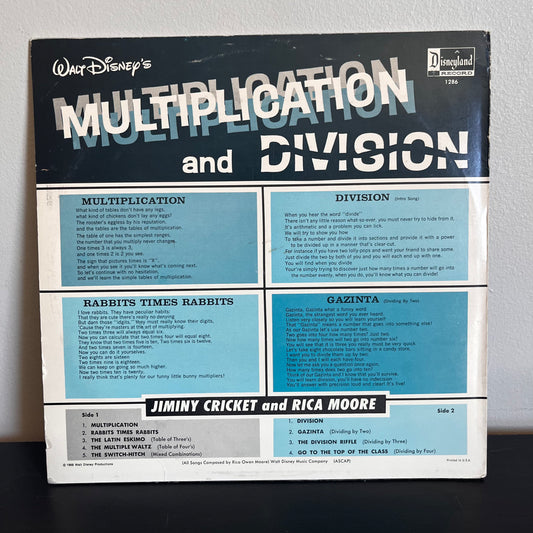 Walt Disney's
Disneyland
RECORD
1286
MULTIPLICATION
and DIVISION
MULTIPLICATION
What kind of tables don't have any legs,
what kind of chickens don't lay any eggs?
The rooster's eggless by his reputation,
and the tables are the tables of multiplication.
The table of one has the simplest ranges,
the number that you multiply never changes.
One times 3 is always 3,
and one times 2 is 2 you see.
The sign that pictures times is "X",
and when you see it you'll know what's coming next.
So let's continue with no hesitation,
and we'll learn the simple tables of multiplication.
DIVISION (Intro Song)
When you hear the word "divide"
There isn't any little reason what-so-ever, you must never try to hide from it.
It's arithmetic and a problem you can lick.
We will try to show you how
To take a number and divide it into sections and provide it with a power
to be divided up in a manner that's clear cut.
For instance if you have two lolly-pops and want your friend to share some,
Just divide the two by both of you and you will each end up with one.
You will find when you divide
You're simply trying to discover just how many times a number will go into
the number evenly, when you do, you'll know what you can divide!
RABBITS TIMES RABBITS
I love rabbits. They have peculiar habits:
That they are cute there's really no denying
But darn those "digits," they must really know their digits,
'Cause they're masters at the art of multiplying.
Two times three will always equal six.
Now you can calculate that two times four will equal eight.
They know that two times five is ten, Two times six is twelve,
And two times seven is fourteen.
Now you can do it yourselves.
Two eights are sixteen
Two times nine is eighteen
We can keep on going so much higher.
Now two times ten is twenty.
I really think that's plenty for our funny little bunny multipliers!
GAZINTA (Dividing by Two)
Gazinta, Gazinta what a funny word.
Gazinta, the strangest word you ever heard.
Listen very closely so you will learn yourself
That "Gazinta" means a number that goes into something else!
As our Gazinta let's use number two.
Two goes into four how many times? Just two.
Nine how many times will two go into number six?
You will see that it is three you really must be very quick.
Let's take eight chocolate bars sitting in a candy store.
I want you to divide them up by two.
Then you and I will each have four.
Now let me ask you a question once again.
How many times does two go into ten?
Think of our Gazinta and I know that you'll survive.
You will learn division, you'll have no indecision
You'll answer with precision loud and clear! It's five!
JIMINY CRICKET and RICA MOORE
Side 1
1. MULTIPLICATION
2. RABBITS TIMES RABBITS
3. THE LATIN ESKIMO (Table of Three's)
4. THE MULTIPLE WALTZ (Table of Four's)
5. THE SWITCH-HITCH (Mixed Combinations)
Side 2
1. DIVISION
2. GAZINTA (Dividing by Two)
3. THE DIVISION RIFFLE (Dividing by Three)
4. GO TO THE TOP OF THE CLASS (Dividing by Four)
Walt Disney Productions
(All Songs Composed by Rica Owen Moore) Walt Disney Music Company (ASCAP)
Printed in U.S.A.